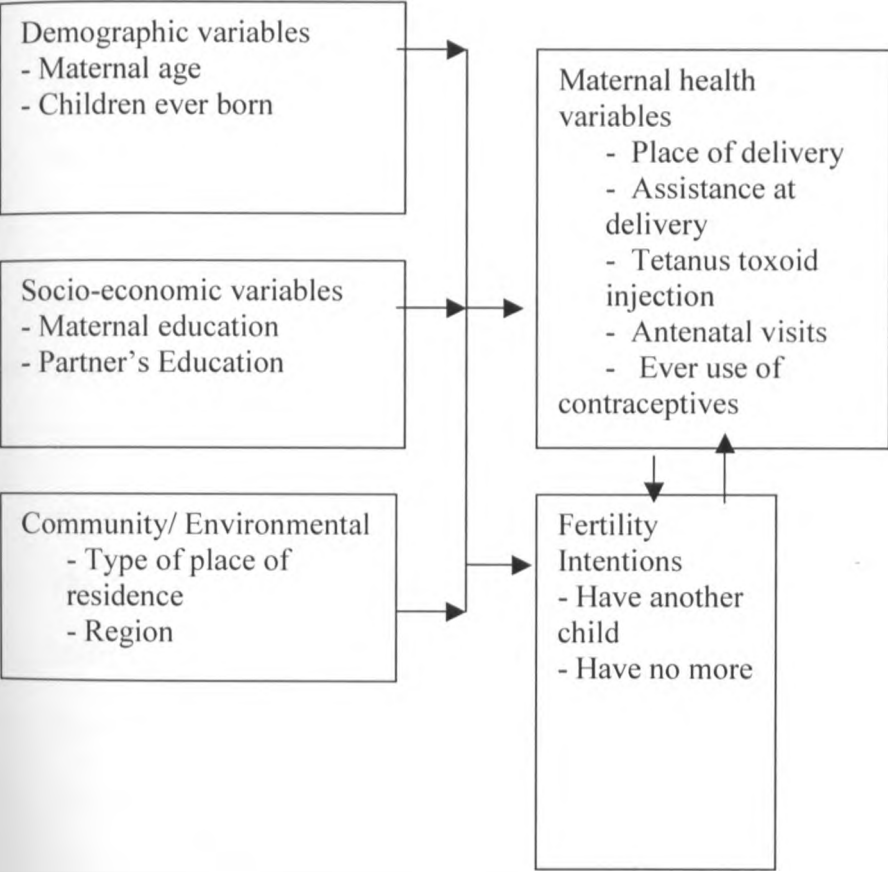 Demographic variables
- Maternal age
- Children ever born
Socio-economic variables
- Maternal education
- Partner's Education
Community/ Environmental
- Type of place of
residence
- Region
Maternal health
variables
- Place of delivery
- Assistance at
delivery
- Tetanus toxoid
injection
- Antenatal visits
- Ever use of
contraceptives
Fertility
Intentions
- Have another
child
- Have no more